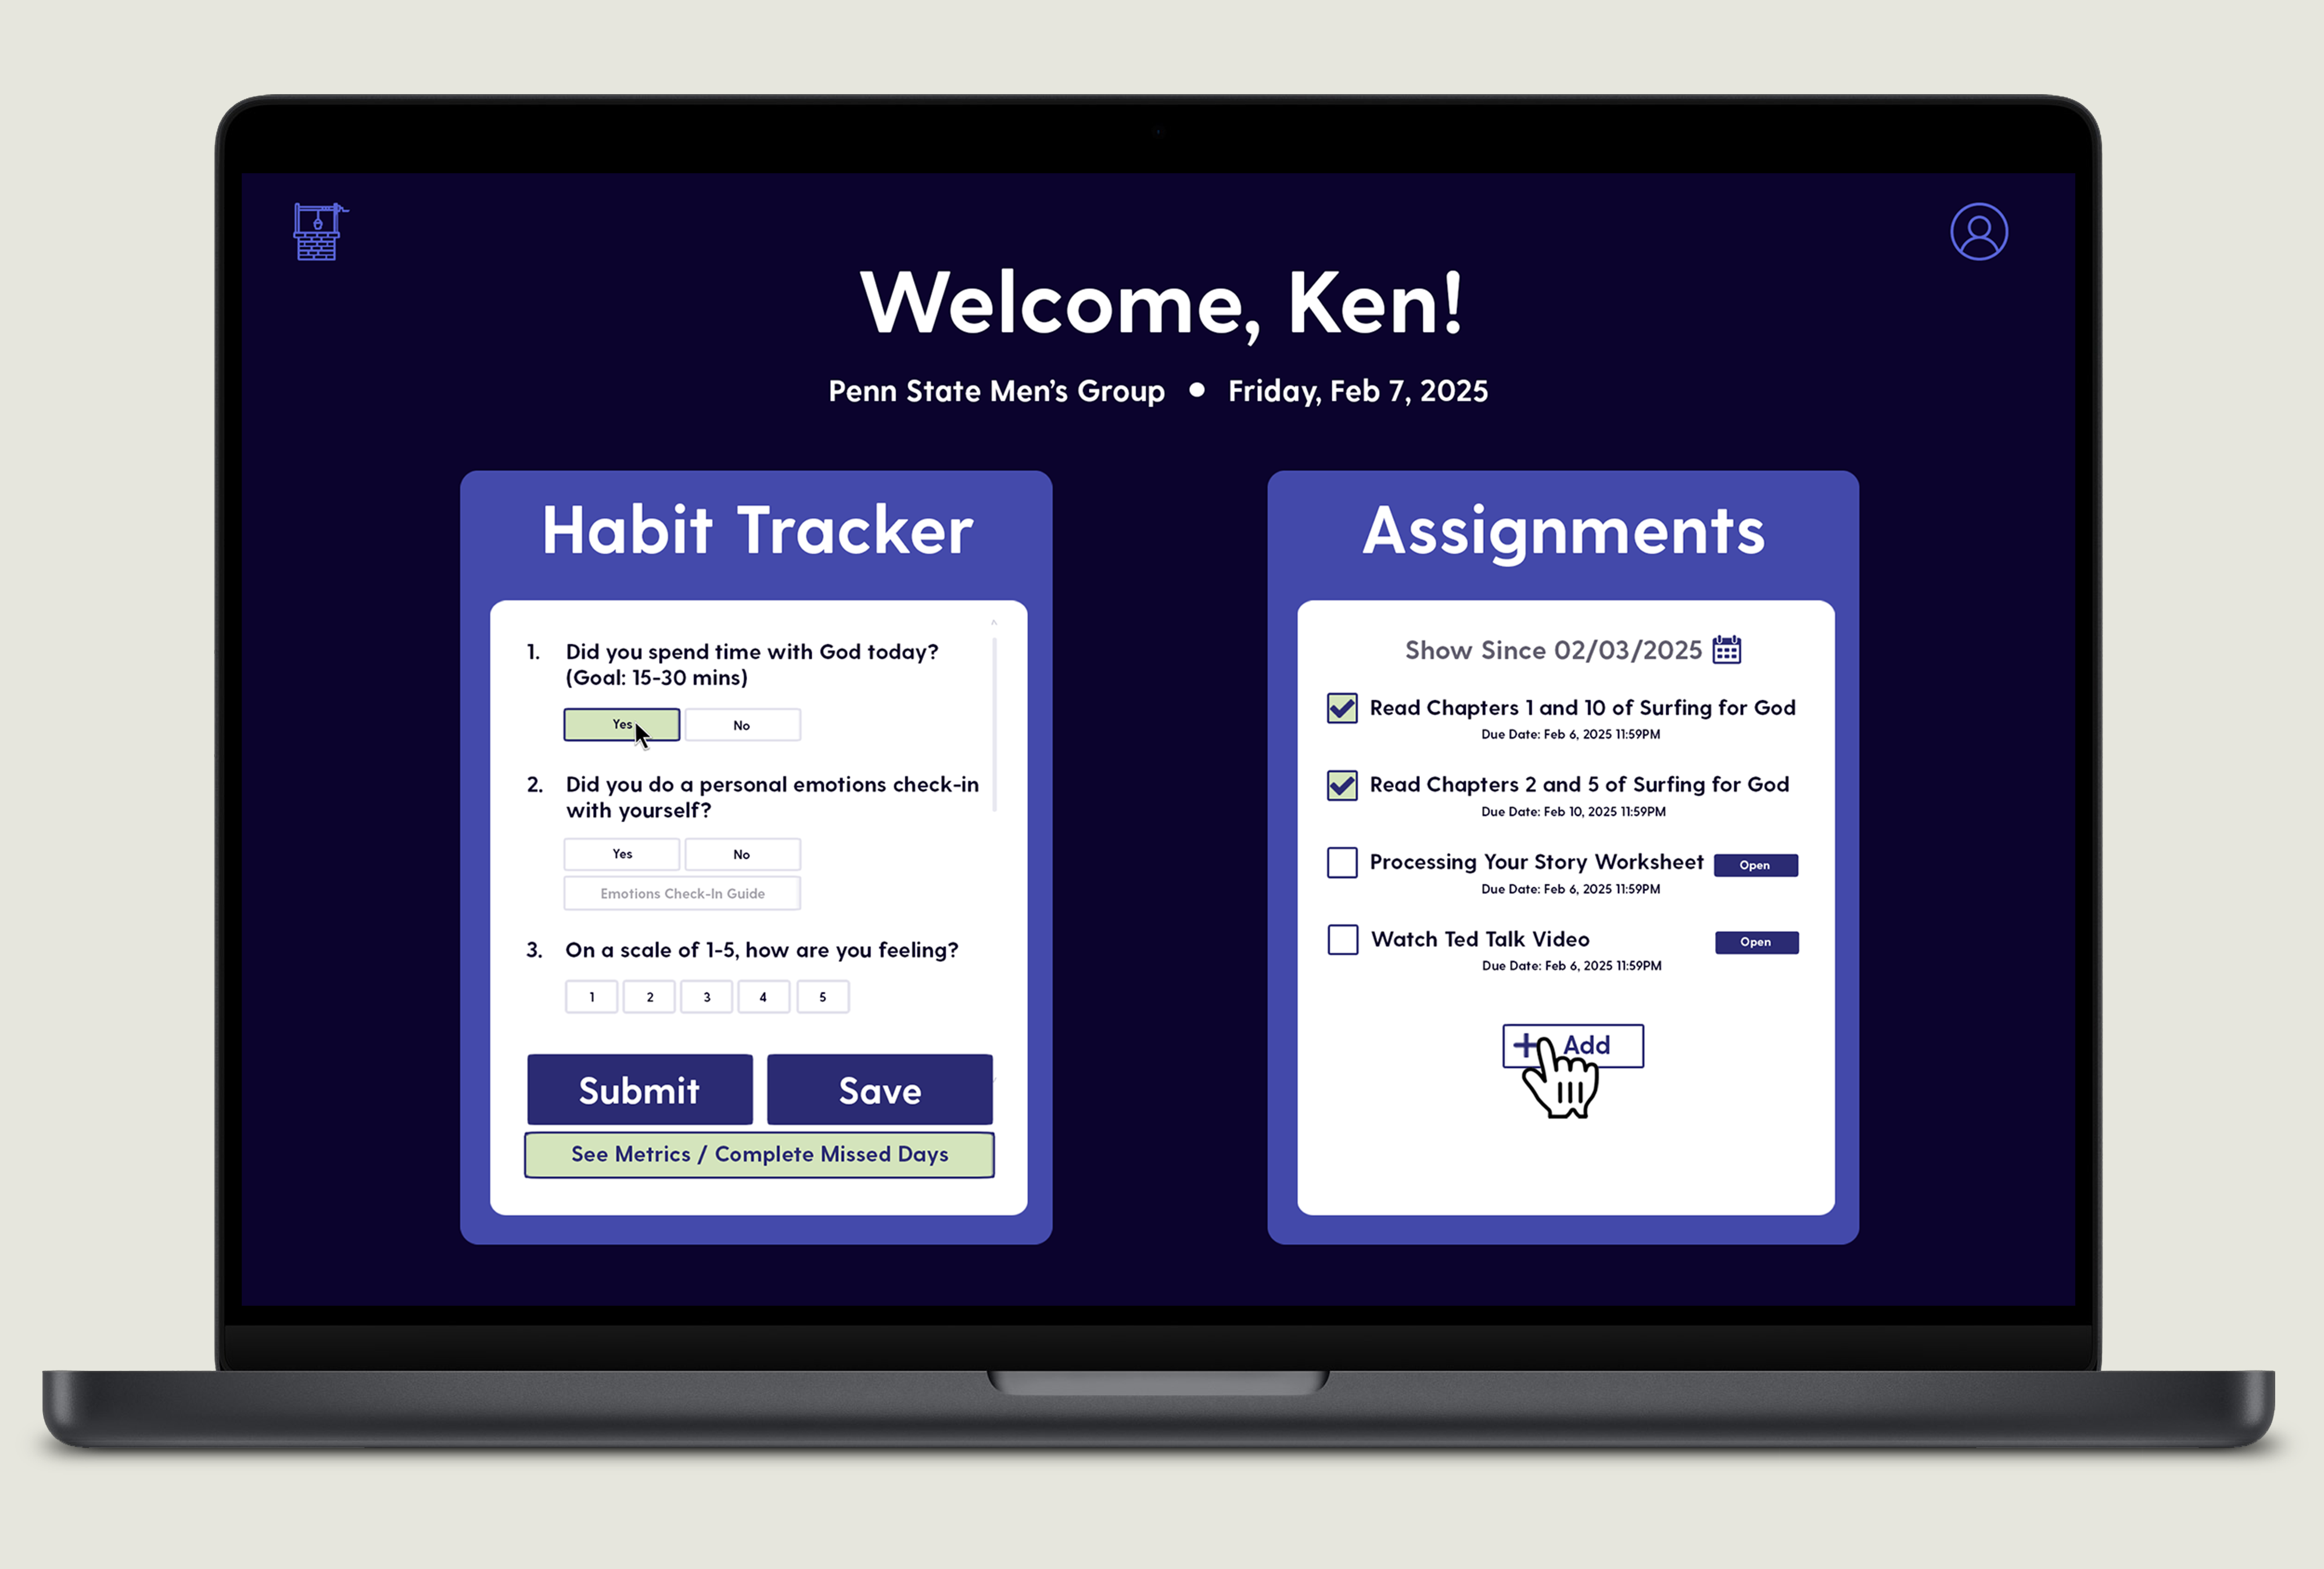 Welcome, Ken!
Penn State Men's Group • Friday, Feb 7, 2025
Habit Tracker
1. Did you spend time with God today?
(Goal: 15-30 mins)
Yes No
2. Did you do a personal emotions check-in
with yourself?
Yes No
Emotions Check-In Guide
3. On a scale of 1-5, how are you feeling?
1 2 3 4 5
Submit Save
See Metrics / Complete Missed Days
Assignments
Show Since 02/03/2025
Read Chapters 1 and 10 of Surfing for God
Due Date: Feb 6, 2025 11:59PM
Read Chapters 2 and 5 of Surfing for God
Due Date: Feb 10, 2025 11:59PM
Processing Your Story Worksheet Open
Due Date: Feb 6, 2025 11:59PM
Watch Ted Talk Video Open
Due Date: Feb 6, 2025 11:59PM
+ Add